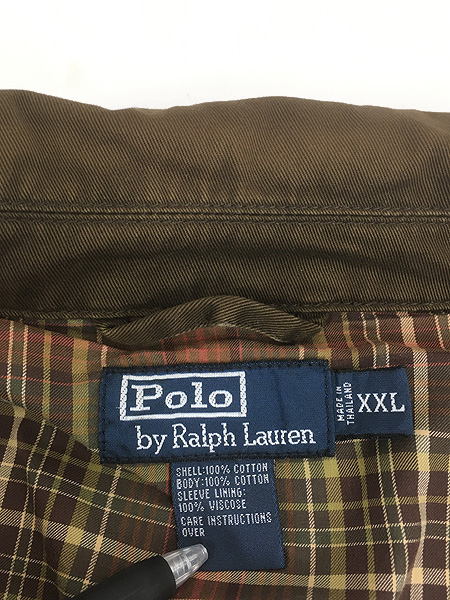 Polo
by Ralph Lauren
MADE IN
THAILAND
XXL
SHELL:100% COTTON
BODY:100% COTTON
SLEEVE LINING:
100% VISCOSE
CARE INSTRUCTIONS
OVER